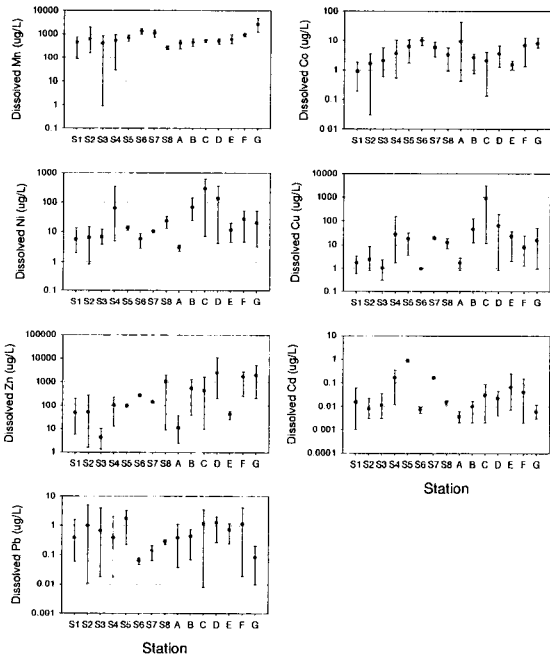 Dissolved Mn (ug/L)
10000
1000
100
10
1
0.1
S1 S2 S3 S4 S5 S6 S7 S8 A B C D E F G
Dissolved Co (ug/L)
100
10
1
0.10
0.01
S1 S2 S3 S4 S5 S6 S7 S8 A B C D E F G
Dissolved Ni (ug/L)
1000
100
10
1
0.1
S1 S2 S3 S4 S5 S6 S7 S8 A B C D E F G
Dissolved Cu (ug/L)
10000
1000
100
10
1
0.1
S1 S2 S3 S4 S5 S6 S7 S8 A B C D E F G
Dissolved Zn (ug/L)
100000
10000
1000
100
10
1
S1 S2 S3 S4 S5 S6 S7 S8 A B C D E F G
Dissolved Cd (ug/L)
10
1
0.1
0.01
0.001
0.0001
S1 S2 S3 S4 S5 S6 S7 S8 A B C D E F G
Station
Dissolved Pb (ug/L)
10
1
0.1
0.01
0.001
S1 S2 S3 S4 S5 S6 S7 S8 A B C D E F G
Station